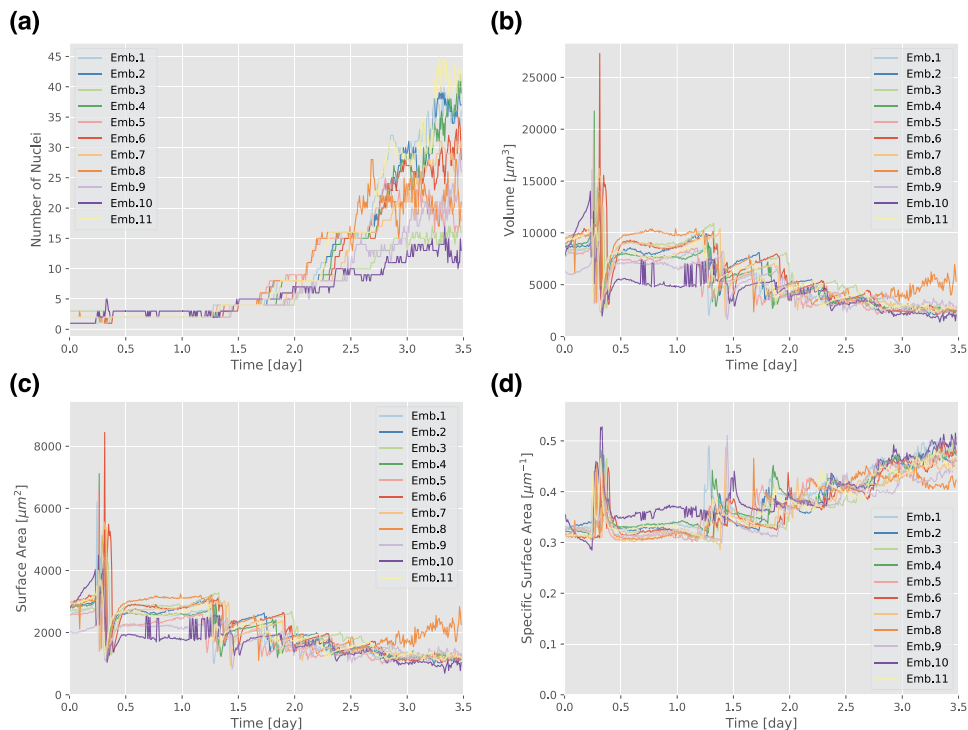 (a)
45
40
35
30
25
20
15
10
5
0
Number of Nuclei
Emb.1
Emb.2
Emb.3
Emb.4
Emb.5
Emb.6
Emb.7
Emb.8
Emb.9
Emb.10
Emb.11
0.0 0.5 1.0 1.5 2.0 2.5 3.0 3.5
Time [day]
(b)
25000
20000
15000
10000
5000
0
Volume [μm³]
Emb.1
Emb.2
Emb.3
Emb.4
Emb.5
Emb.6
Emb.7
Emb.8
Emb.9
Emb.10
Emb.11
0.0 0.5 1.0 1.5 2.0 2.5 3.0 3.5
Time [day]
(c)
8000
6000
4000
2000
0
Surface Area [μm²]
Emb.1
Emb.2
Emb.3
Emb.4
Emb.5
Emb.6
Emb.7
Emb.8
Emb.9
Emb.10
Emb.11
0.0 0.5 1.0 1.5 2.0 2.5 3.0 3.5
Time [day]
(d)
0.5
0.4
0.3
0.2
0.1
0.0
Specific Surface Area [μm⁻¹]
Emb.1
Emb.2
Emb.3
Emb.4
Emb.5
Emb.6
Emb.7
Emb.8
Emb.9
Emb.10
Emb.11
0.0 0.5 1.0 1.5 2.0 2.5 3.0 3.5
Time [day]